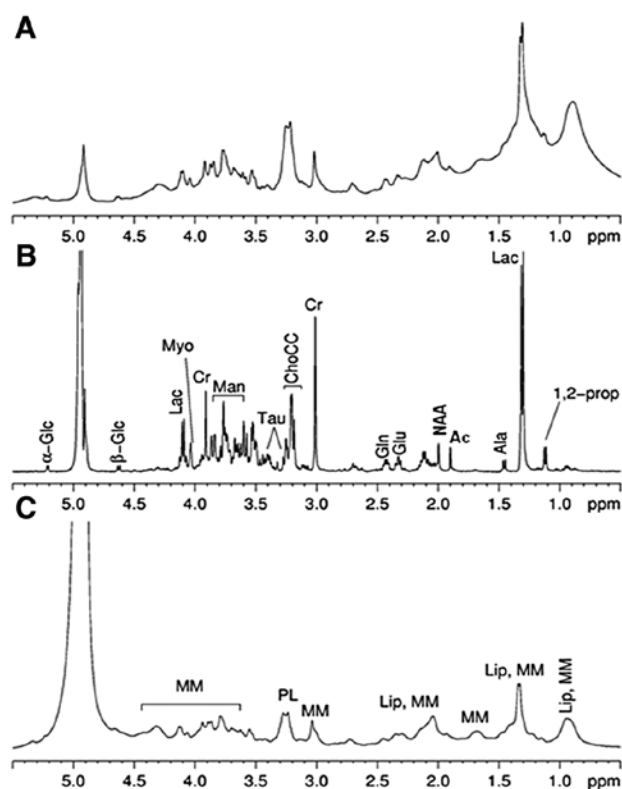 A
5.0 4.5 4.0 3.5 3.0 2.5 2.0 1.5 1.0 ppm
B
Lac
Cr
Myo
ChoCC
Cr
Man
1,2-prop
Lac
Tau
NAA
α-Glc
β-Glc
Gln
Glu
Ac
Ala
5.0 4.5 4.0 3.5 3.0 2.5 2.0 1.5 1.0 ppm
C
MM
PL
MM
Lip, MM
MM
Lip, MM
Lip, MM
5.0 4.5 4.0 3.5 3.0 2.5 2.0 1.5 1.0 ppm